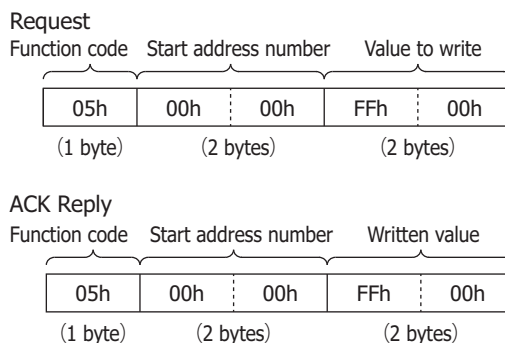 Request
Function code Start address number Value to write
05h 00h 00h FFh 00h
(1 byte) (2 bytes) (2 bytes)
ACK Reply
Function code Start address number Written value
05h 00h 00h FFh 00h
(1 byte) (2 bytes) (2 bytes)